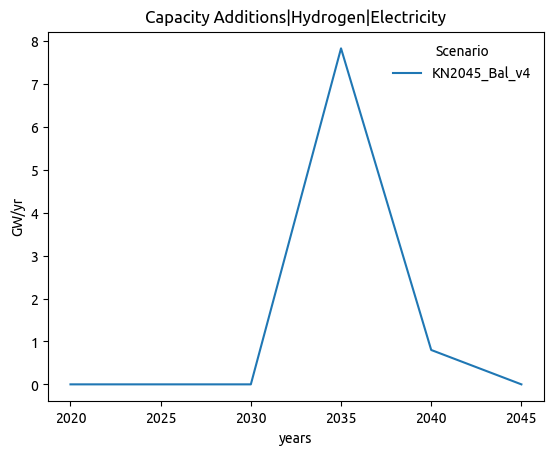 Capacity Additions|Hydrogen|Electricity
Scenario
KN2045_Bal_v4
GW/yr
8
7
6
5
4
3
2
1
0
2020 2025 2030 2035 2040 2045
years